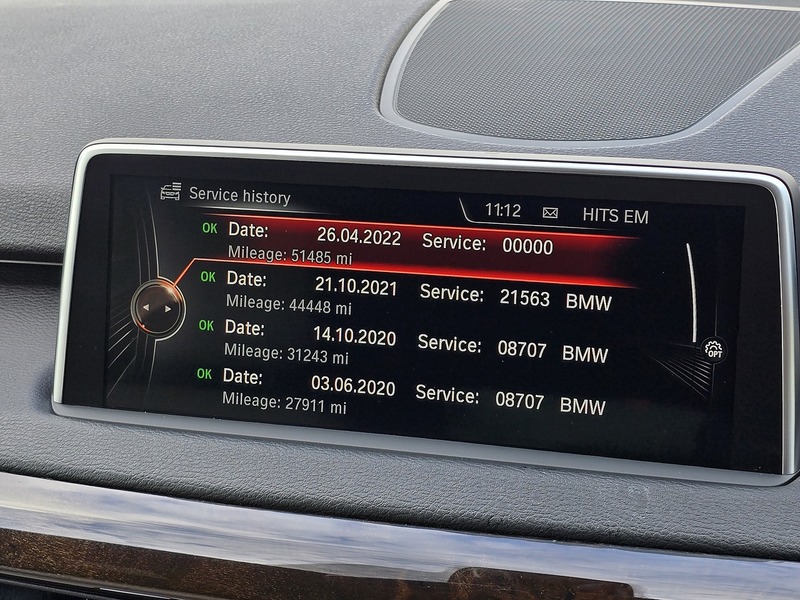 Service history
11:12 HITS EM
OK Date: 26.04.2022 Service: 00000
Mileage: 51485 mi
OK Date: 21.10.2021 Service: 21563 BMW
Mileage: 44448 mi
OK Date: 14.10.2020 Service: 08707 BMW
Mileage: 31243 mi
OK Date: 03.06.2020 Service: 08707 BMW
Mileage: 27911 mi
OPT